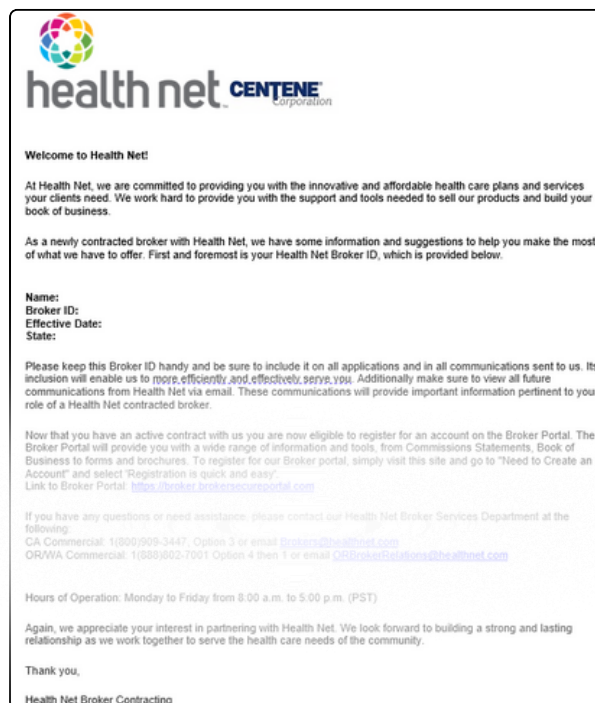 health net™ CENTENE®
Corporation
Welcome to Health Net!
At Health Net, we are committed to providing you with the innovative and affordable health care plans and services
your clients need. We work hard to provide you with the support and tools needed to sell our products and build your
book of business.
As a newly contracted broker with Health Net, we have some information and suggestions to help you make the most
of what we have to offer. First and foremost is your Health Net Broker ID, which is provided below.
Name:
Broker ID:
Effective Date:
State:
Please keep this Broker ID handy and be sure to include it on all applications and in all communications sent to us. Its
inclusion will enable us to more efficiently and effectively serve you. Additionally make sure to view all future
communications from Health Net via email. These communications will provide important information pertinent to your
role of a Health Net contracted broker.
Now that you have an active contract with us you are now eligible to register for an account on the Broker Portal. The
Broker Portal will provide you with a wide range of information and tools, from Commissions Statements, Book of
Business to forms and brochures. To register for our Broker portal, simply visit this site and go to "Need to Create an
Account" and select 'Registration is quick and easy'.
Link to Broker Portal: https://broker.brokersecureportal.com
If you have any questions or need assistance, please contact our Health Net Broker Services Department at the
following:
CA Commercial: 1(800)909-3447, Option 3 or email Brokers@healthnet.com
OR/WA Commercial: 1(888)802-7001 Option 4 then 1 or email ORBrokerRelations@healthnet.com
Hours of Operation: Monday to Friday from 8:00 a.m. to 5:00 p.m. (PST)
Again, we appreciate your interest in partnering with Health Net. We look forward to building a strong and lasting
relationship as we work together to serve the health care needs of the community.
Thank you,
Health Net Broker Contracting